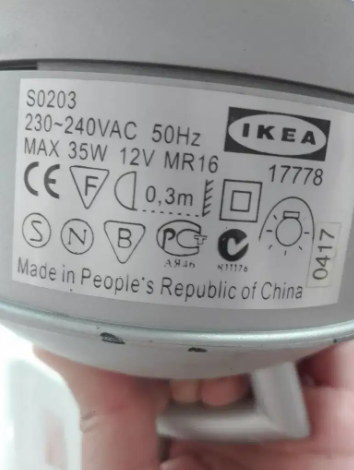 S0203
230~240VAC 50Hz
MAX 35W 12V MR16
IKEA
17778
CE F 0,3m
S N B
0417
Made in People's Republic of China